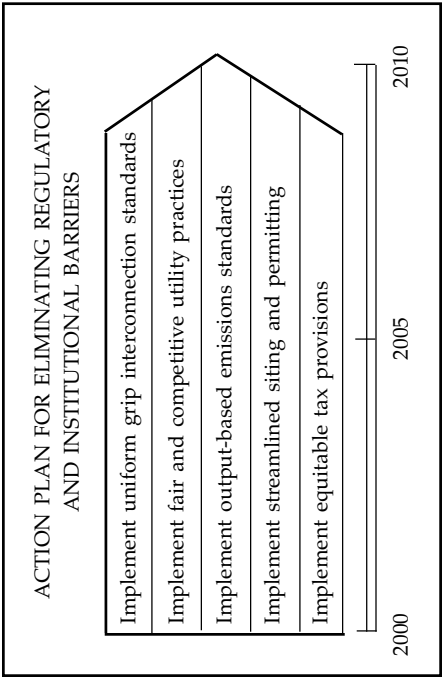 ACTION PLAN FOR ELIMINATING REGULATORY
AND INSTITUTIONAL BARRIERS
Implement uniform grip interconnection standards
Implement fair and competitive utility practices
Implement output-based emissions standards
Implement streamlined siting and permitting
Implement equitable tax provisions
2000
2005
2010